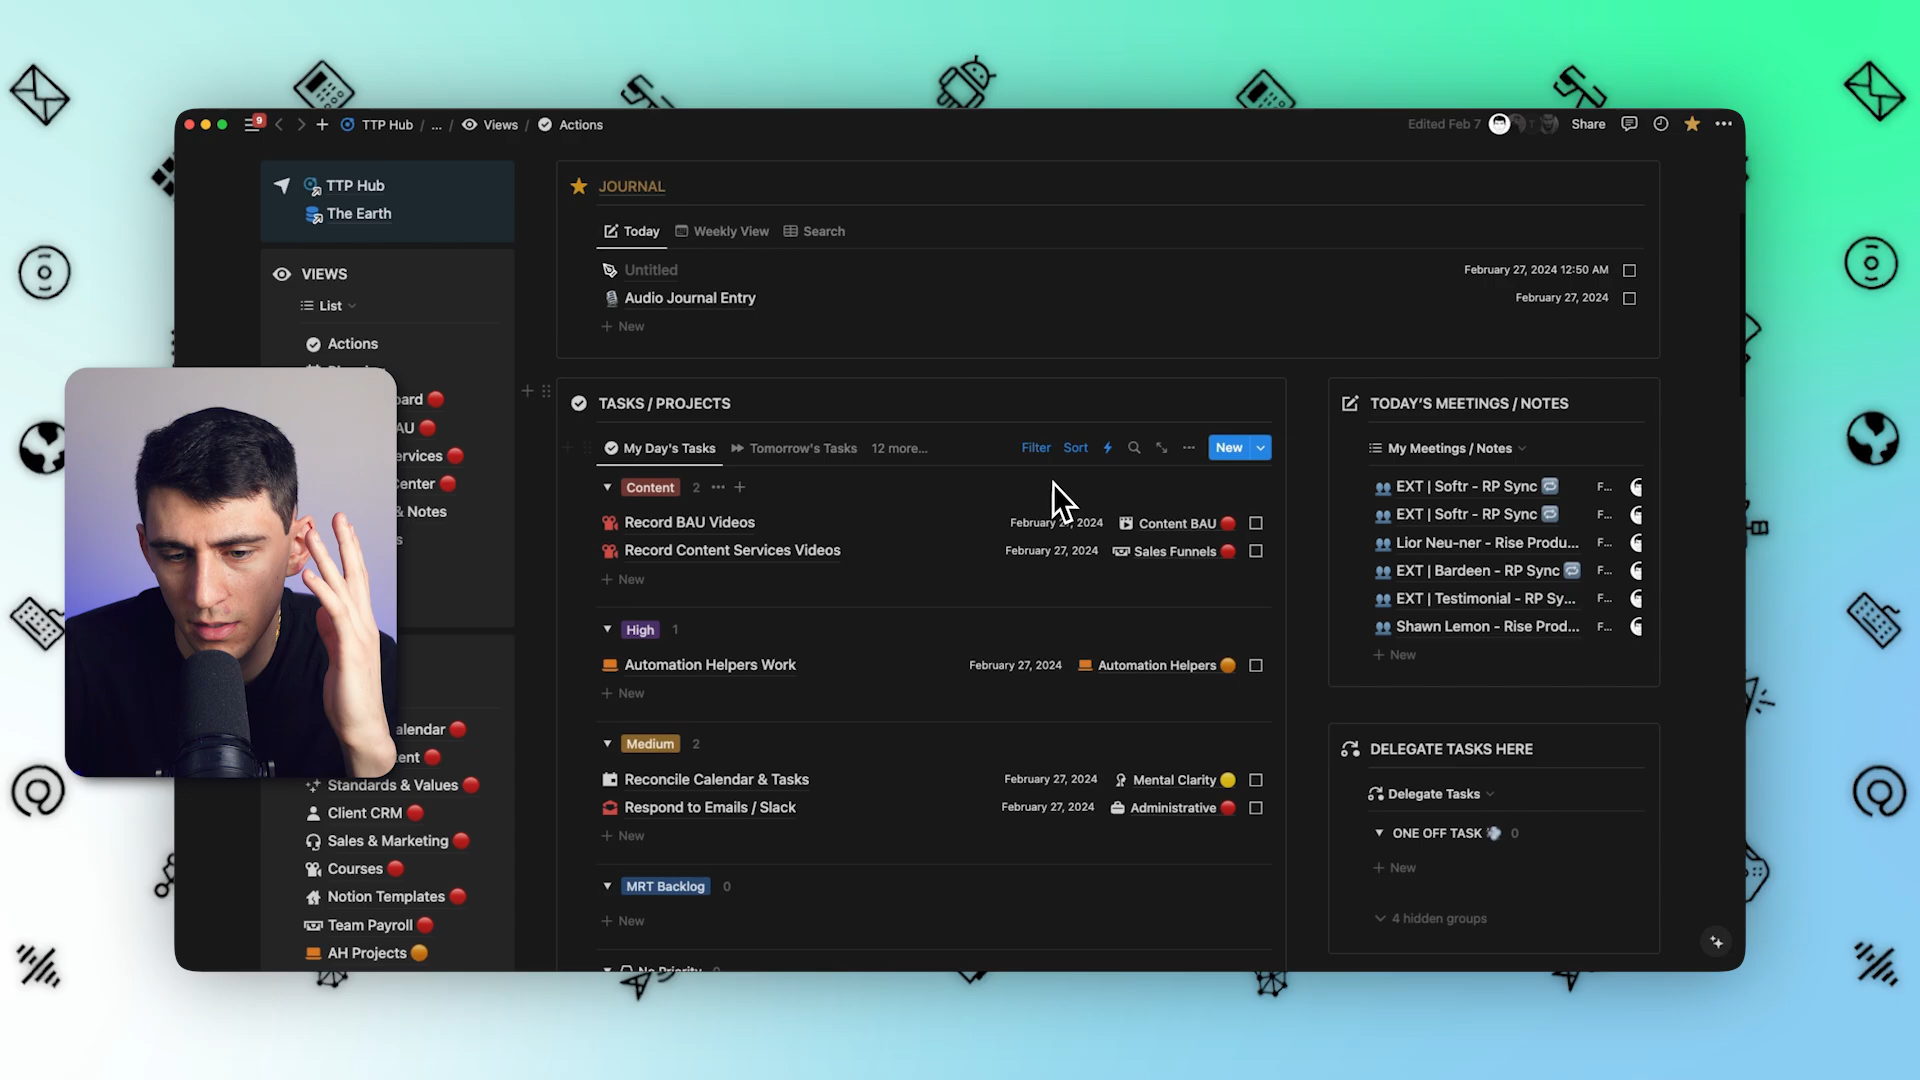 9 TTP Hub / ... / Views / Actions
Edited Feb 7 Share
TTP Hub
The Earth
VIEWS
List
Actions
ard
AU
ervices
enter
& Notes
s
alendar
ent
Standards & Values
Client CRM
Sales & Marketing
Courses
Notion Templates
Team Payroll
AH Projects
JOURNAL
Today Weekly View Search
Untitled February 27, 2024 12:50 AM
Audio Journal Entry February 27, 2024
+ New
TASKS / PROJECTS
My Day's Tasks Tomorrow's Tasks 12 more... Filter Sort New
Content 2
Record BAU Videos February 27, 2024 Content BAU
Record Content Services Videos February 27, 2024 Sales Funnels
+ New
High 1
Automation Helpers Work February 27, 2024 Automation Helpers
+ New
Medium 2
Reconcile Calendar & Tasks February 27, 2024 Mental Clarity
Respond to Emails / Slack February 27, 2024 Administrative
+ New
MRT Backlog 0
+ New
No Priority 0
TODAY'S MEETINGS / NOTES
My Meetings / Notes
EXT | Softr - RP Sync F...
EXT | Softr - RP Sync F...
Lior Neu-ner - Rise Produ... F...
EXT | Bardeen - RP Sync F...
EXT | Testimonial - RP Sy... F...
Shawn Lemon - Rise Prod... F...
+ New
DELEGATE TASKS HERE
Delegate Tasks
ONE OFF TASK 0
+ New
4 hidden groups